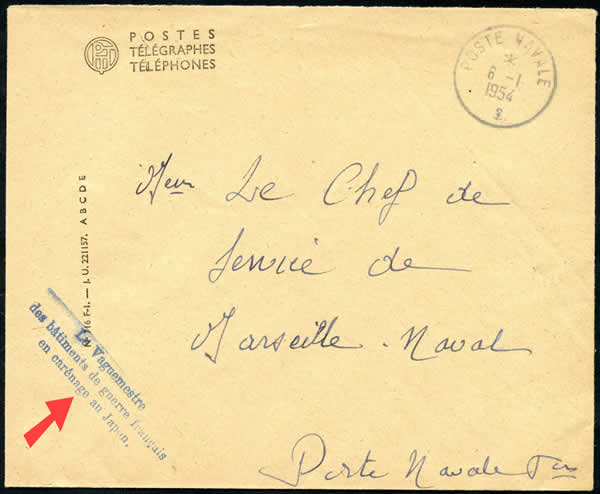 POSTES
TÉLÉGRAPHES
TÉLÉPHONES
POSTE NAVALE
*
6 -1
1954
Mr Le Chef de
Service de
Marseille-Naval
Poste Navale
F-I. — J. U. 221157. A B C D E
Le Vaguemestre
des bâtiments de guerre français
en carénage au Japon.